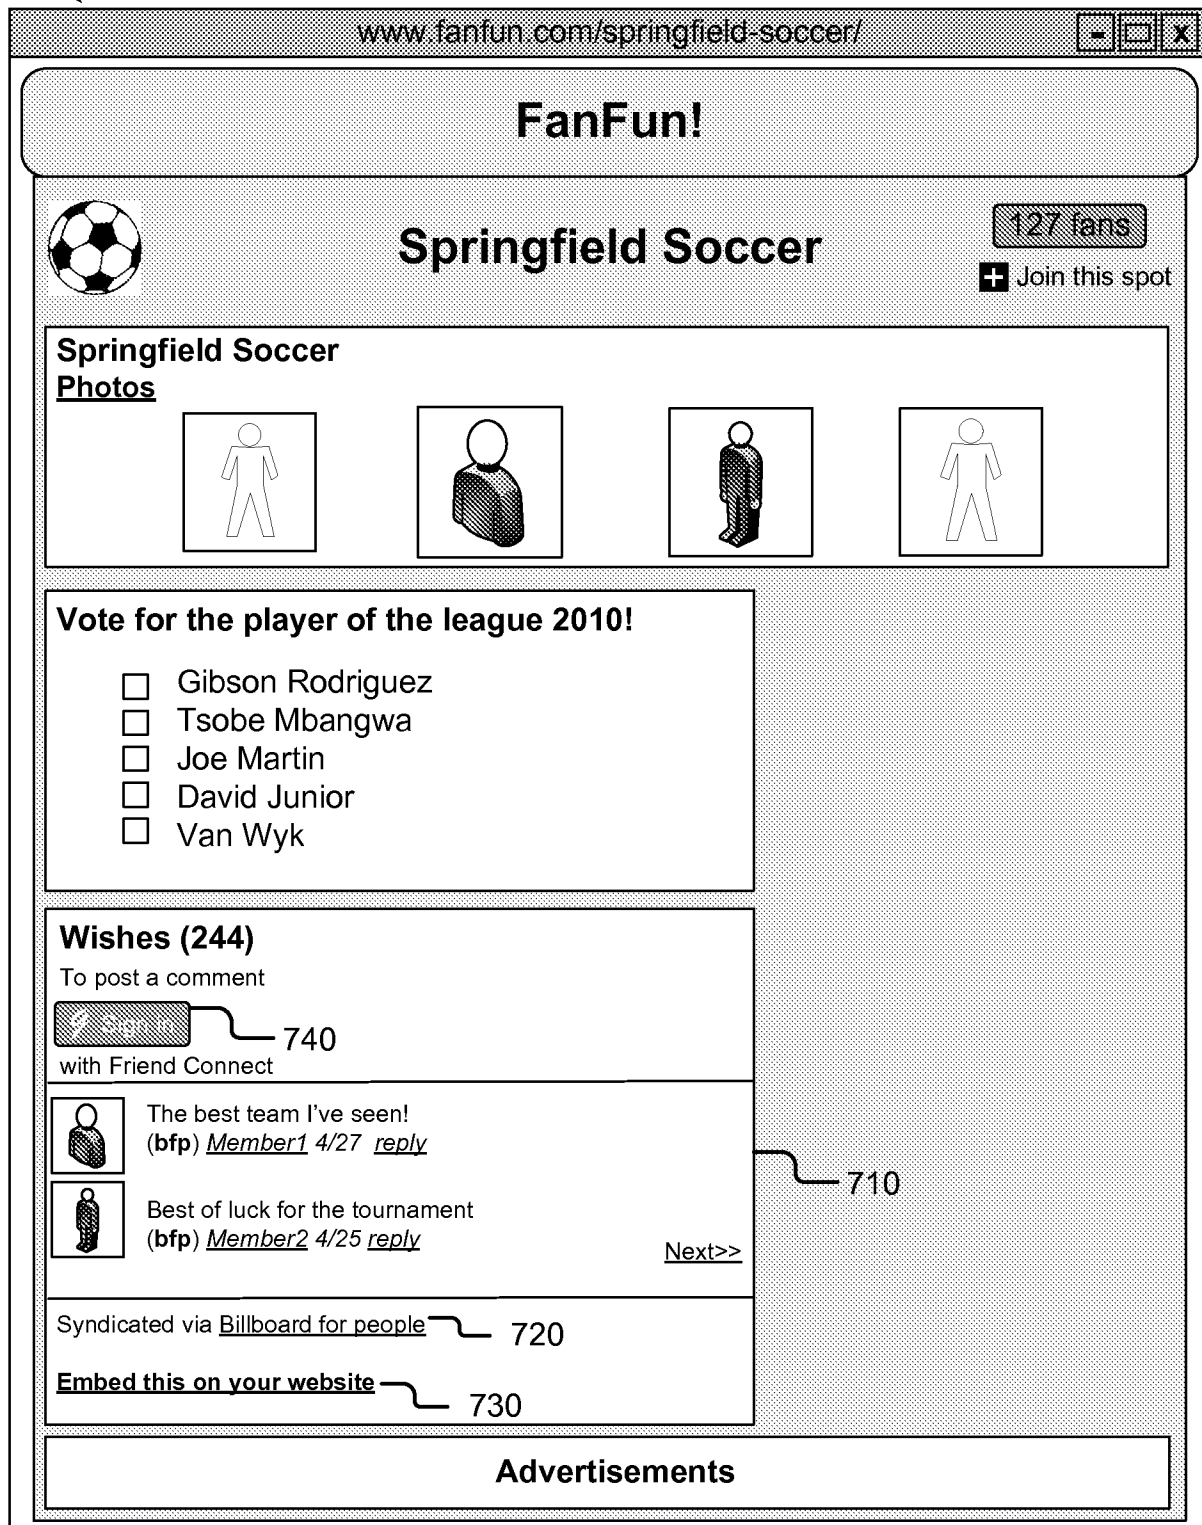 www.fanfun.com/springfield-soccer/
- x
FanFun!
Springfield Soccer
127 fans
+ Join this spot
Springfield Soccer
Photos
Vote for the player of the league 2010!
Gibson Rodriguez
Tsobe Mbangwa
Joe Martin
David Junior
Van Wyk
Wishes (244)
To post a comment
Sign in
740
with Friend Connect
The best team I've seen!
(bfp) Member1 4/27 reply
710
Best of luck for the tournament
(bfp) Member2 4/25 reply
Next>>
Syndicated via Billboard for people
720
Embed this on your website
730
Advertisements